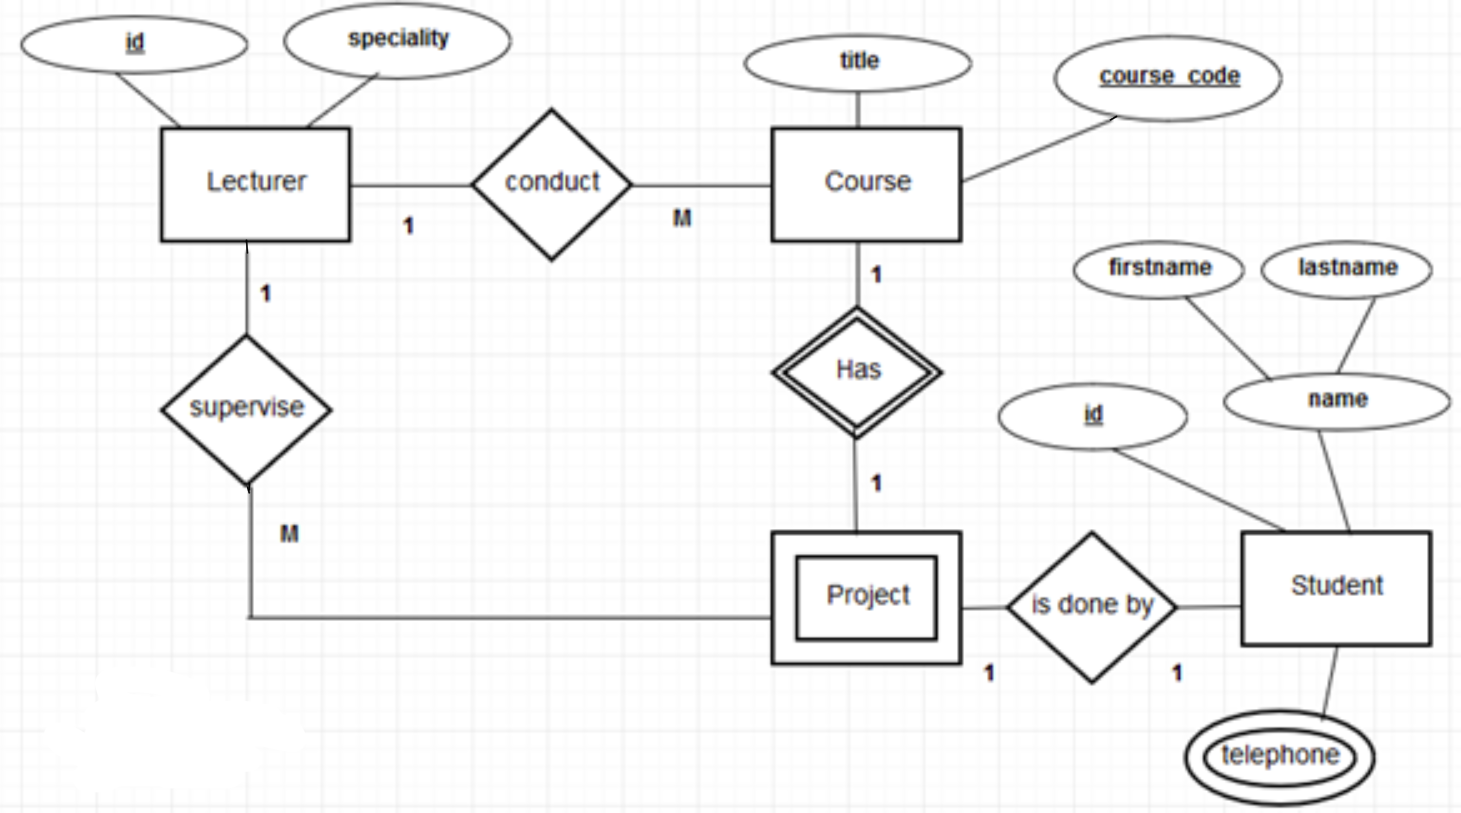 id
speciality
title
course_code
Lecturer
conduct
Course
1
M
1
firstname
lastname
1
Has
id
name
supervise
1
M
Project
is done by
Student
1
1
telephone